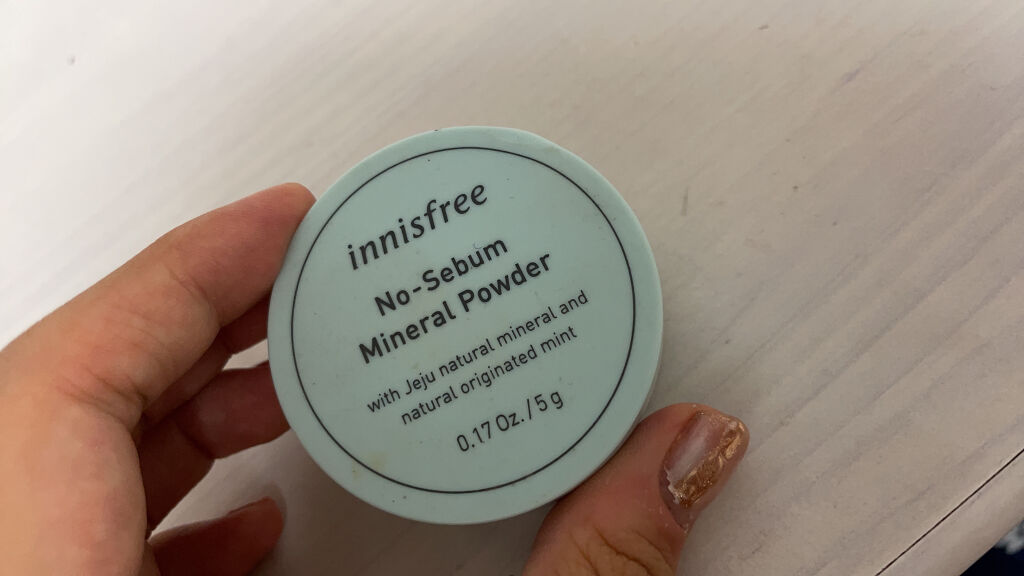 innisfree
No-Sebum
Mineral Powder
with Jeju natural mineral and
natural originated mint
0.17 Oz. / 5 g